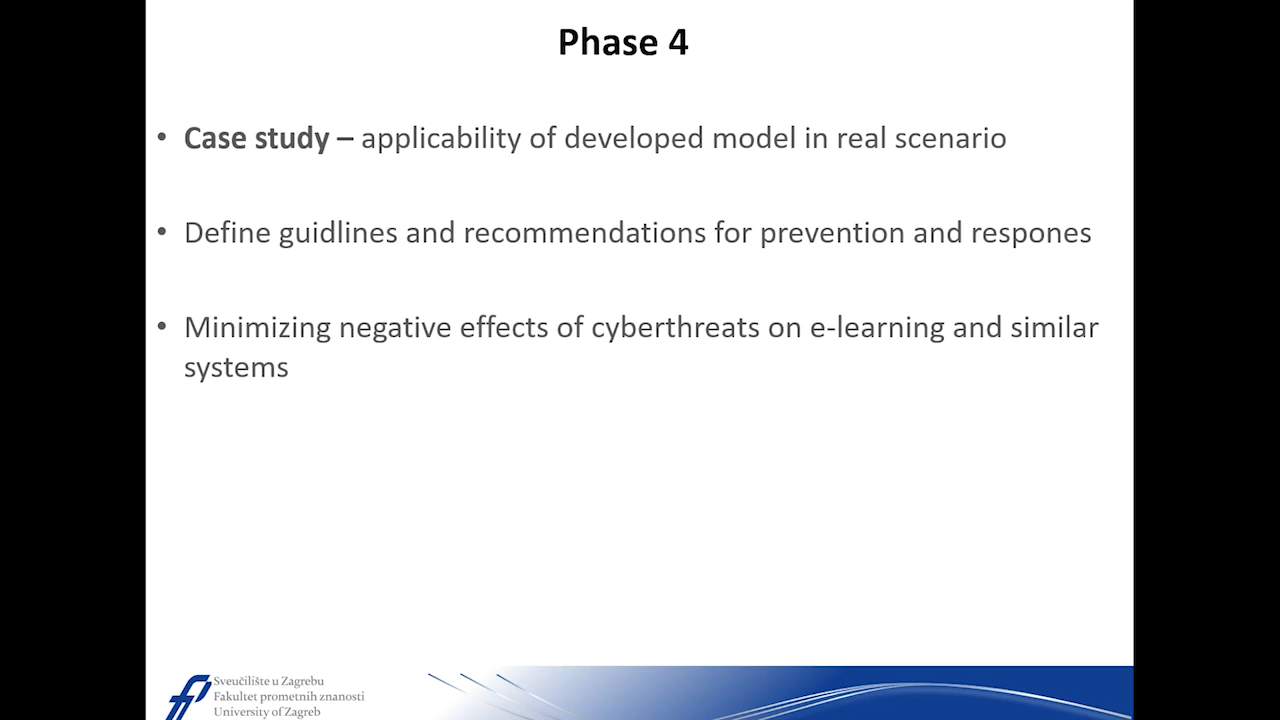 Phase 4
• Case study – applicability of developed model in real scenario
• Define guidlines and recommendations for prevention and respones
• Minimizing negative effects of cyberthreats on e-learning and similar
systems
Sveučilište u Zagrebu
Fakultet prometnih znanosti
University of Zagreb